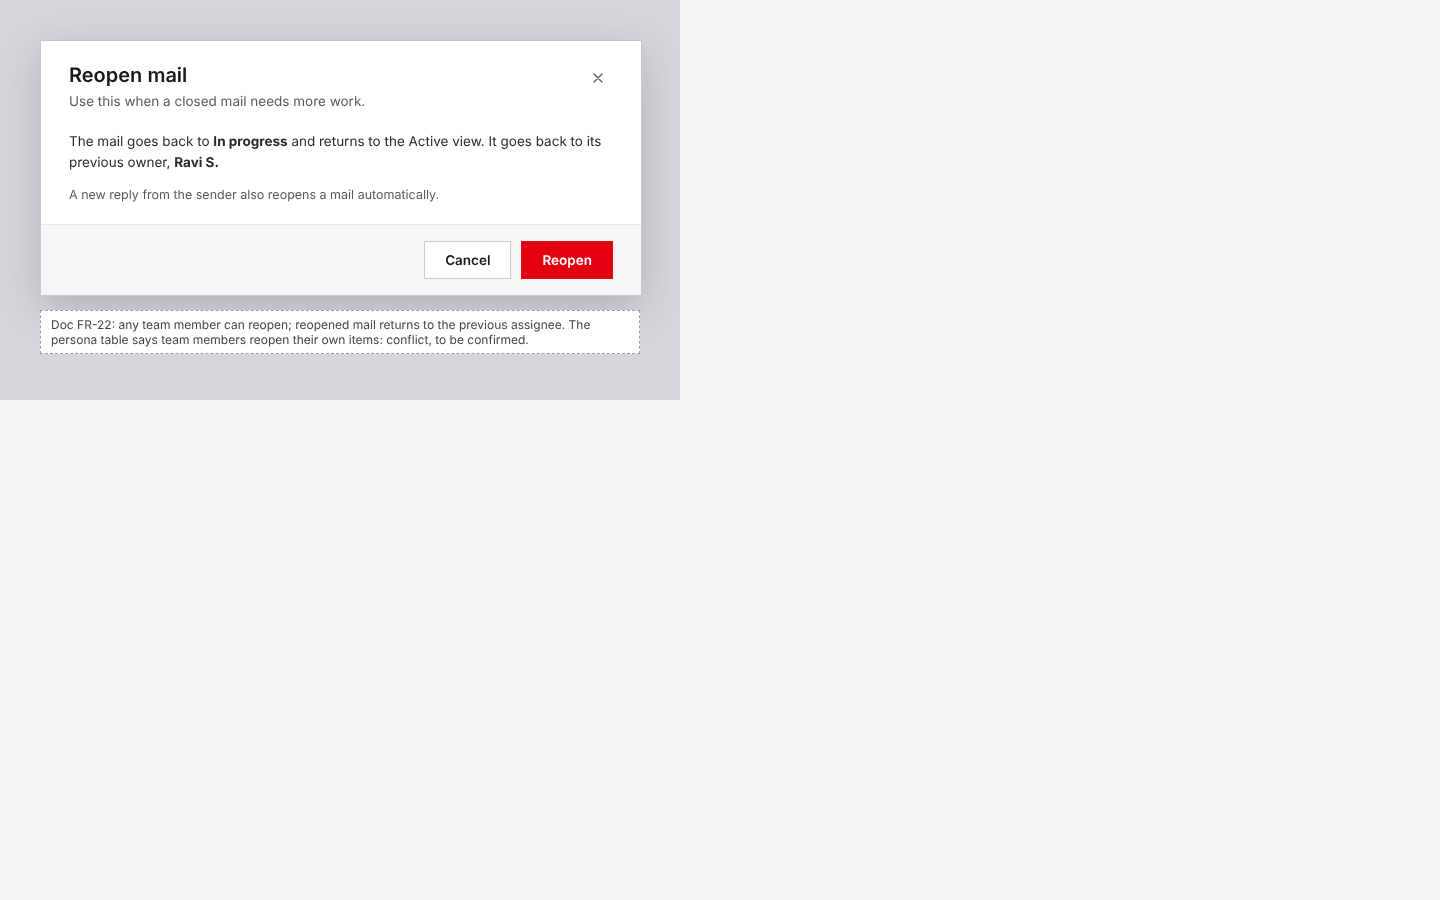 Reopen mail
Use this when a closed mail needs more work.
The mail goes back to In progress and returns to the Active view. It goes back to its
previous owner, Ravi S.
A new reply from the sender also reopens a mail automatically.
Cancel
Reopen
Doc FR-22: any team member can reopen; reopened mail returns to the previous assignee. The
persona table says team members reopen their own items: conflict, to be confirmed.